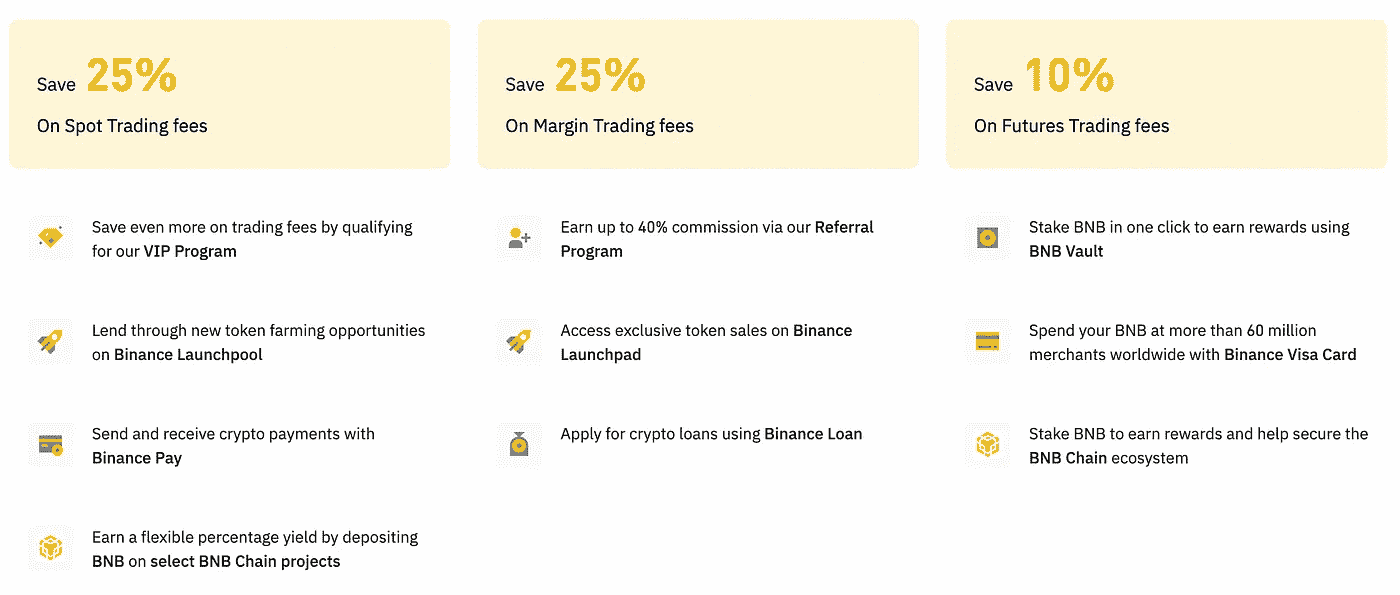 Save 25%
On Spot Trading fees
Save 25%
On Margin Trading fees
Save 10%
On Futures Trading fees
Save even more on trading fees by qualifying
for our VIP Program
Earn up to 40% commission via our Referral
Program
Stake BNB in one click to earn rewards using
BNB Vault
Lend through new token farming opportunities
on Binance Launchpool
Access exclusive token sales on Binance
Launchpad
Spend your BNB at more than 60 million
merchants worldwide with Binance Visa Card
Send and receive crypto payments with
Binance Pay
Apply for crypto loans using Binance Loan
Stake BNB to earn rewards and help secure the
BNB Chain ecosystem
Earn a flexible percentage yield by depositing
BNB on select BNB Chain projects